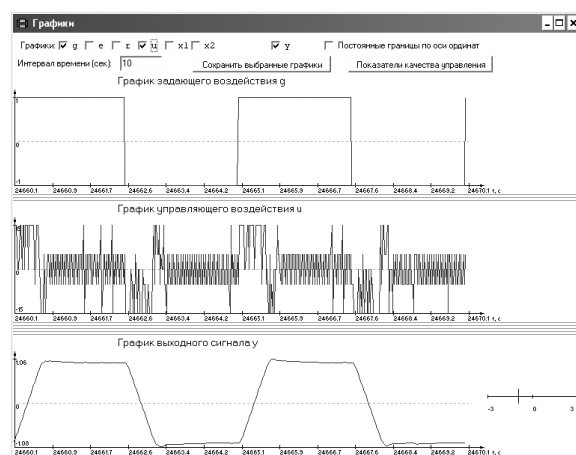 Графики
Графики: g e r u x1 x2 y Постоянные границы по оси ординат
Интервал времени (сек): 10 Сохранить выбранные графики Показатели качества управления
График задающего воздействия g
1
0
-1
24660.1 24660.9 24661.7 24662.6 24663.4 24664.2 24665.1 24665.9 24666.7 24667.6 24668.4 24669.2 24670.1 t, с
График управляющего воздействия u
0
-15
24660.1 24660.9 24661.7 24662.6 24663.4 24664.2 24665.1 24665.9 24666.7 24667.6 24668.4 24669.2 24670.1 t, с
График выходного сигнала y
1.06
0
-1.06
24660.1 24660.9 24661.7 24662.6 24663.4 24664.2 24665.1 24665.9 24666.7 24667.6 24668.4 24669.2 24670.1 t, с
-3 0 3